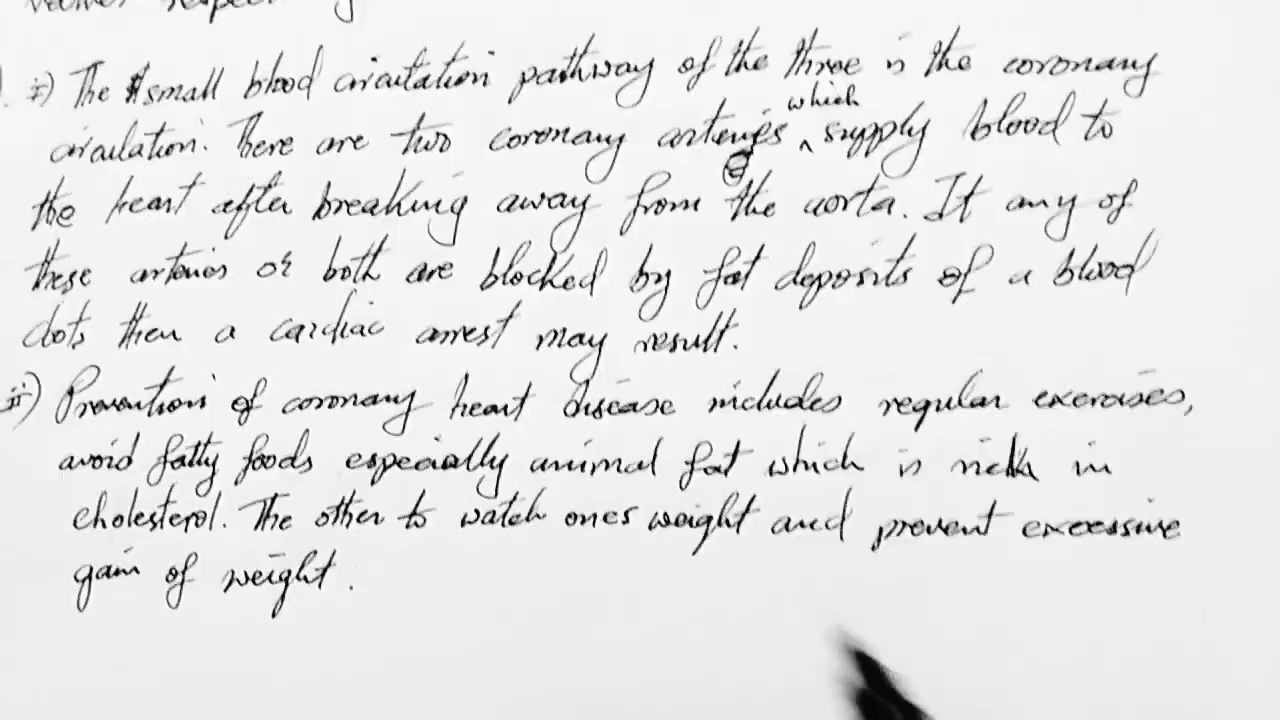 i) The small blood circulation pathway of the three is the coronary
circulation. There are two coronary arteries which supply blood to
the heart after breaking away from the aorta. If any of
these arteries or both are blocked by fat deposits of a blood
clots then a cardiac arrest may result.
ii) Prevention of coronary heart disease includes regular exercises,
avoid fatty foods especially animal fat which is rich in
cholesterol. The other to watch ones weight and prevent excessive
gain of weight.